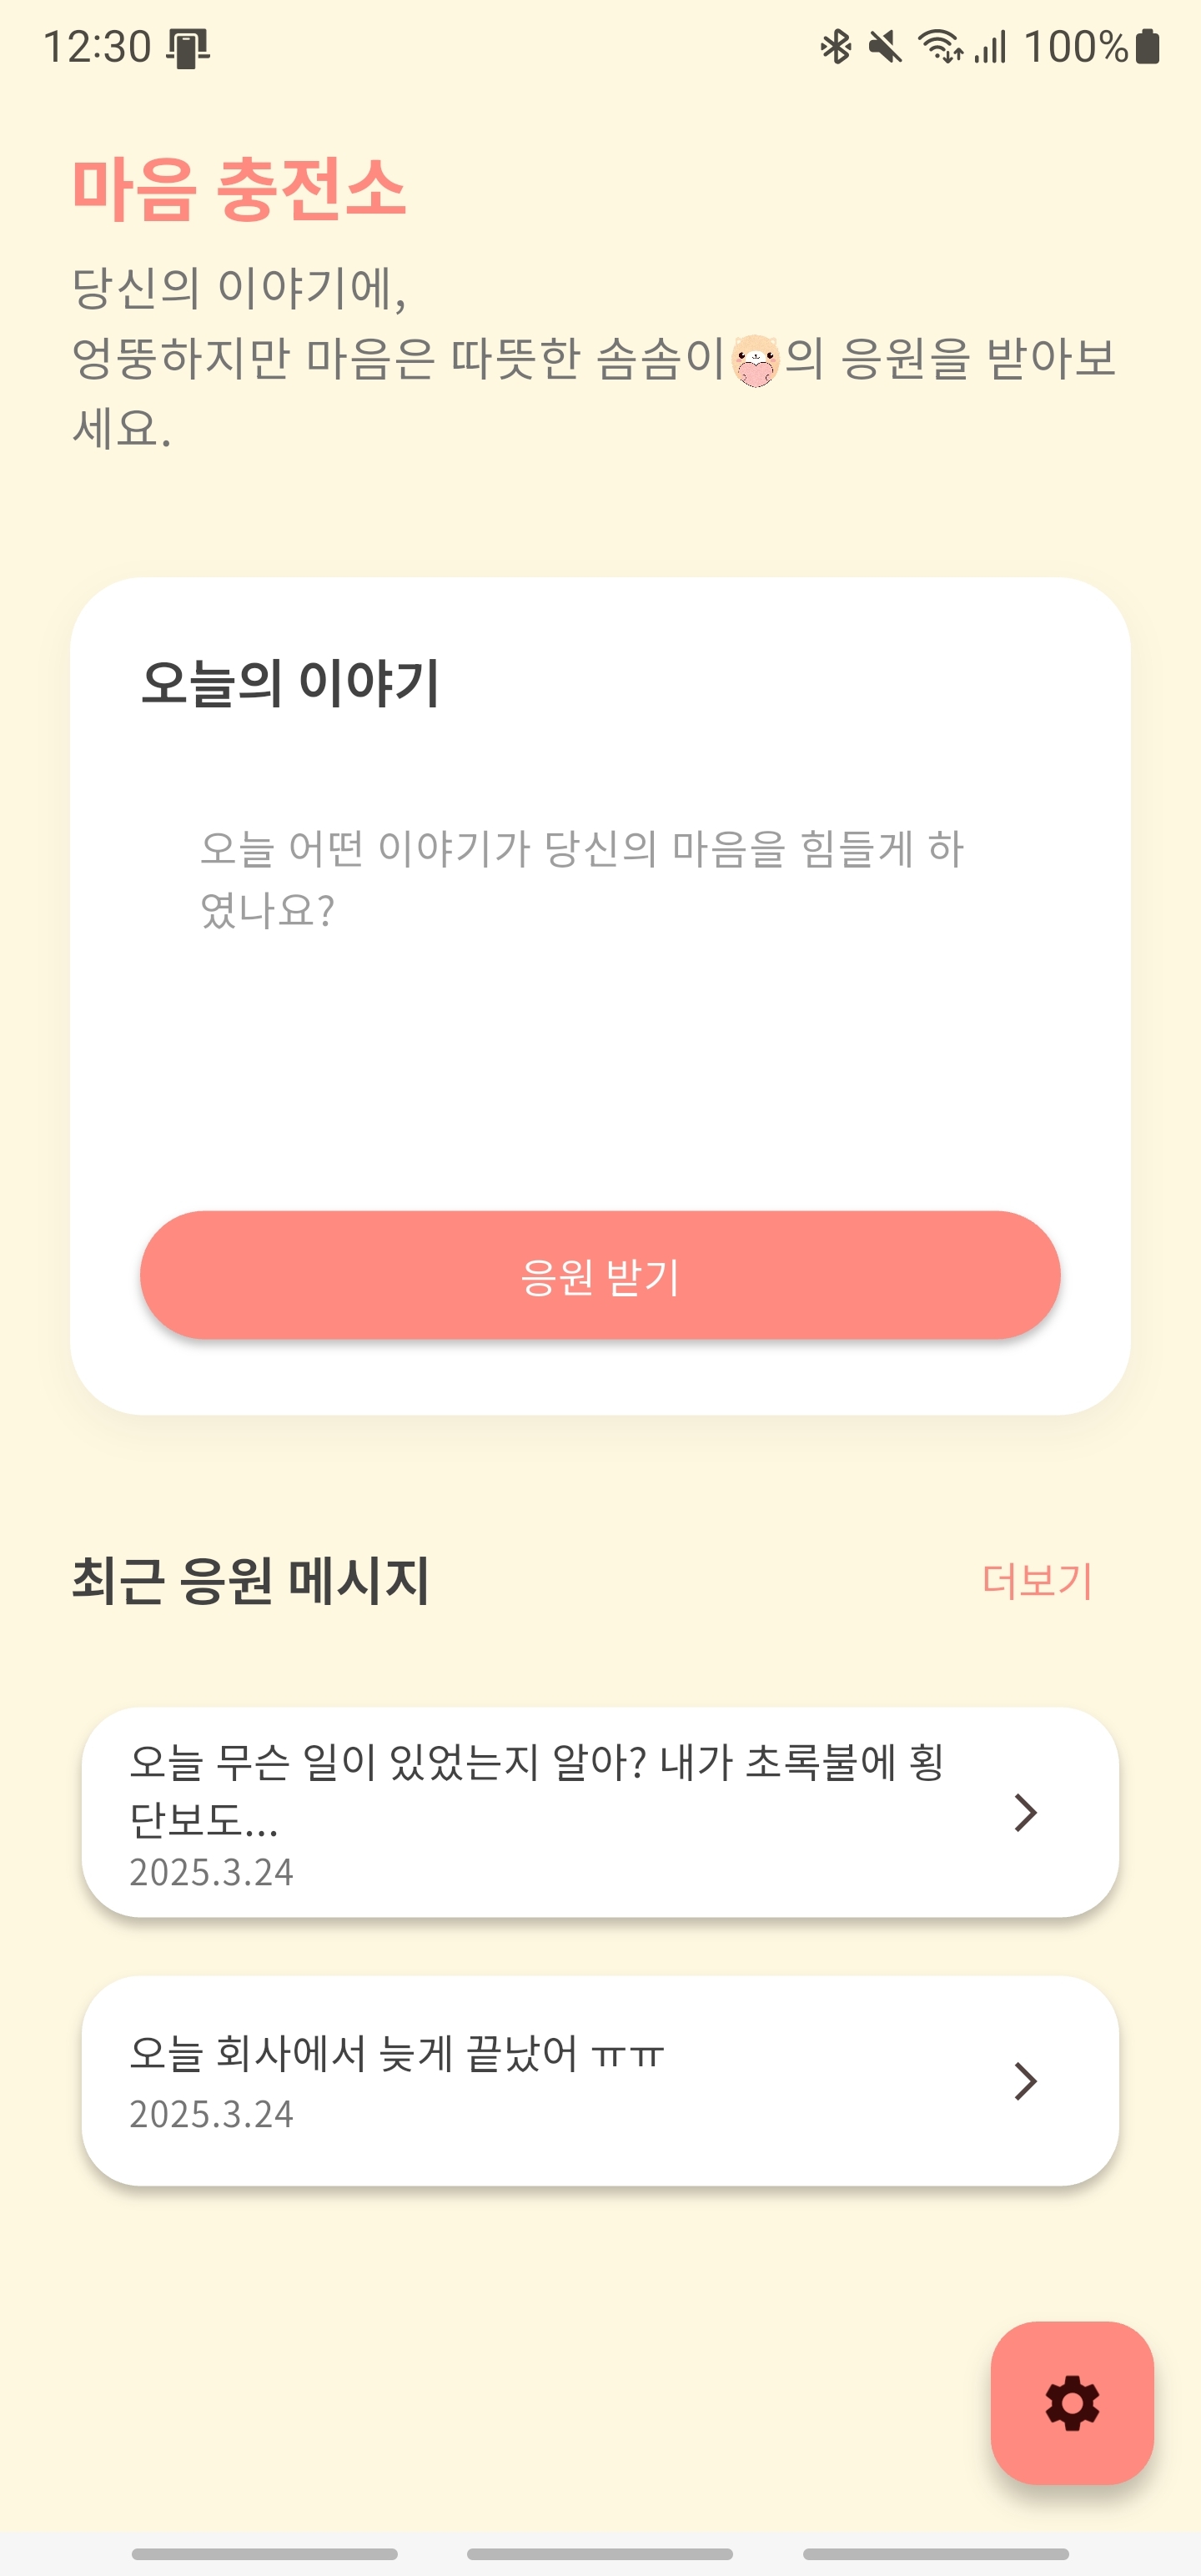 12:30
100%
마음 충전소
당신의 이야기에,
엉뚱하지만 마음은 따뜻한 솜솜이의 응원을 받아보
세요.
오늘의 이야기
오늘 어떤 이야기가 당신의 마음을 힘들게 하
였나요?
응원 받기
최근 응원 메시지
더보기
오늘 무슨 일이 있었는지 알아? 내가 초록불에 횡
단보도...
2025.3.24
오늘 회사에서 늦게 끝났어 ㅠㅠ
2025.3.24